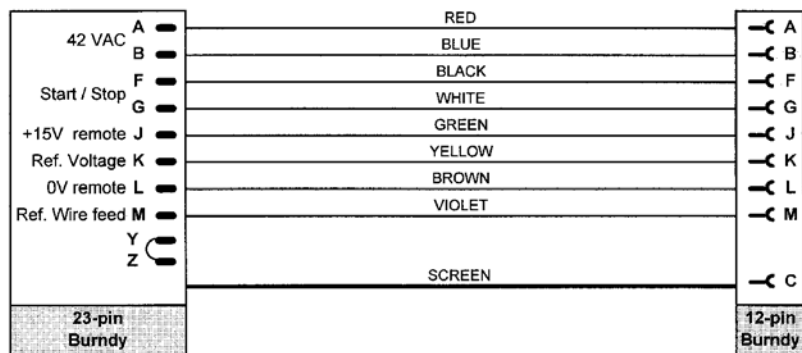 A RED A
42 VAC
B BLUE B
F BLACK F
Start / Stop
G WHITE G
+15V remote J GREEN J
Ref. Voltage K YELLOW K
0V remote L BROWN L
Ref. Wire feed M VIOLET M
Y
Z
SCREEN C
23-pin 12-pin
Burndy Burndy